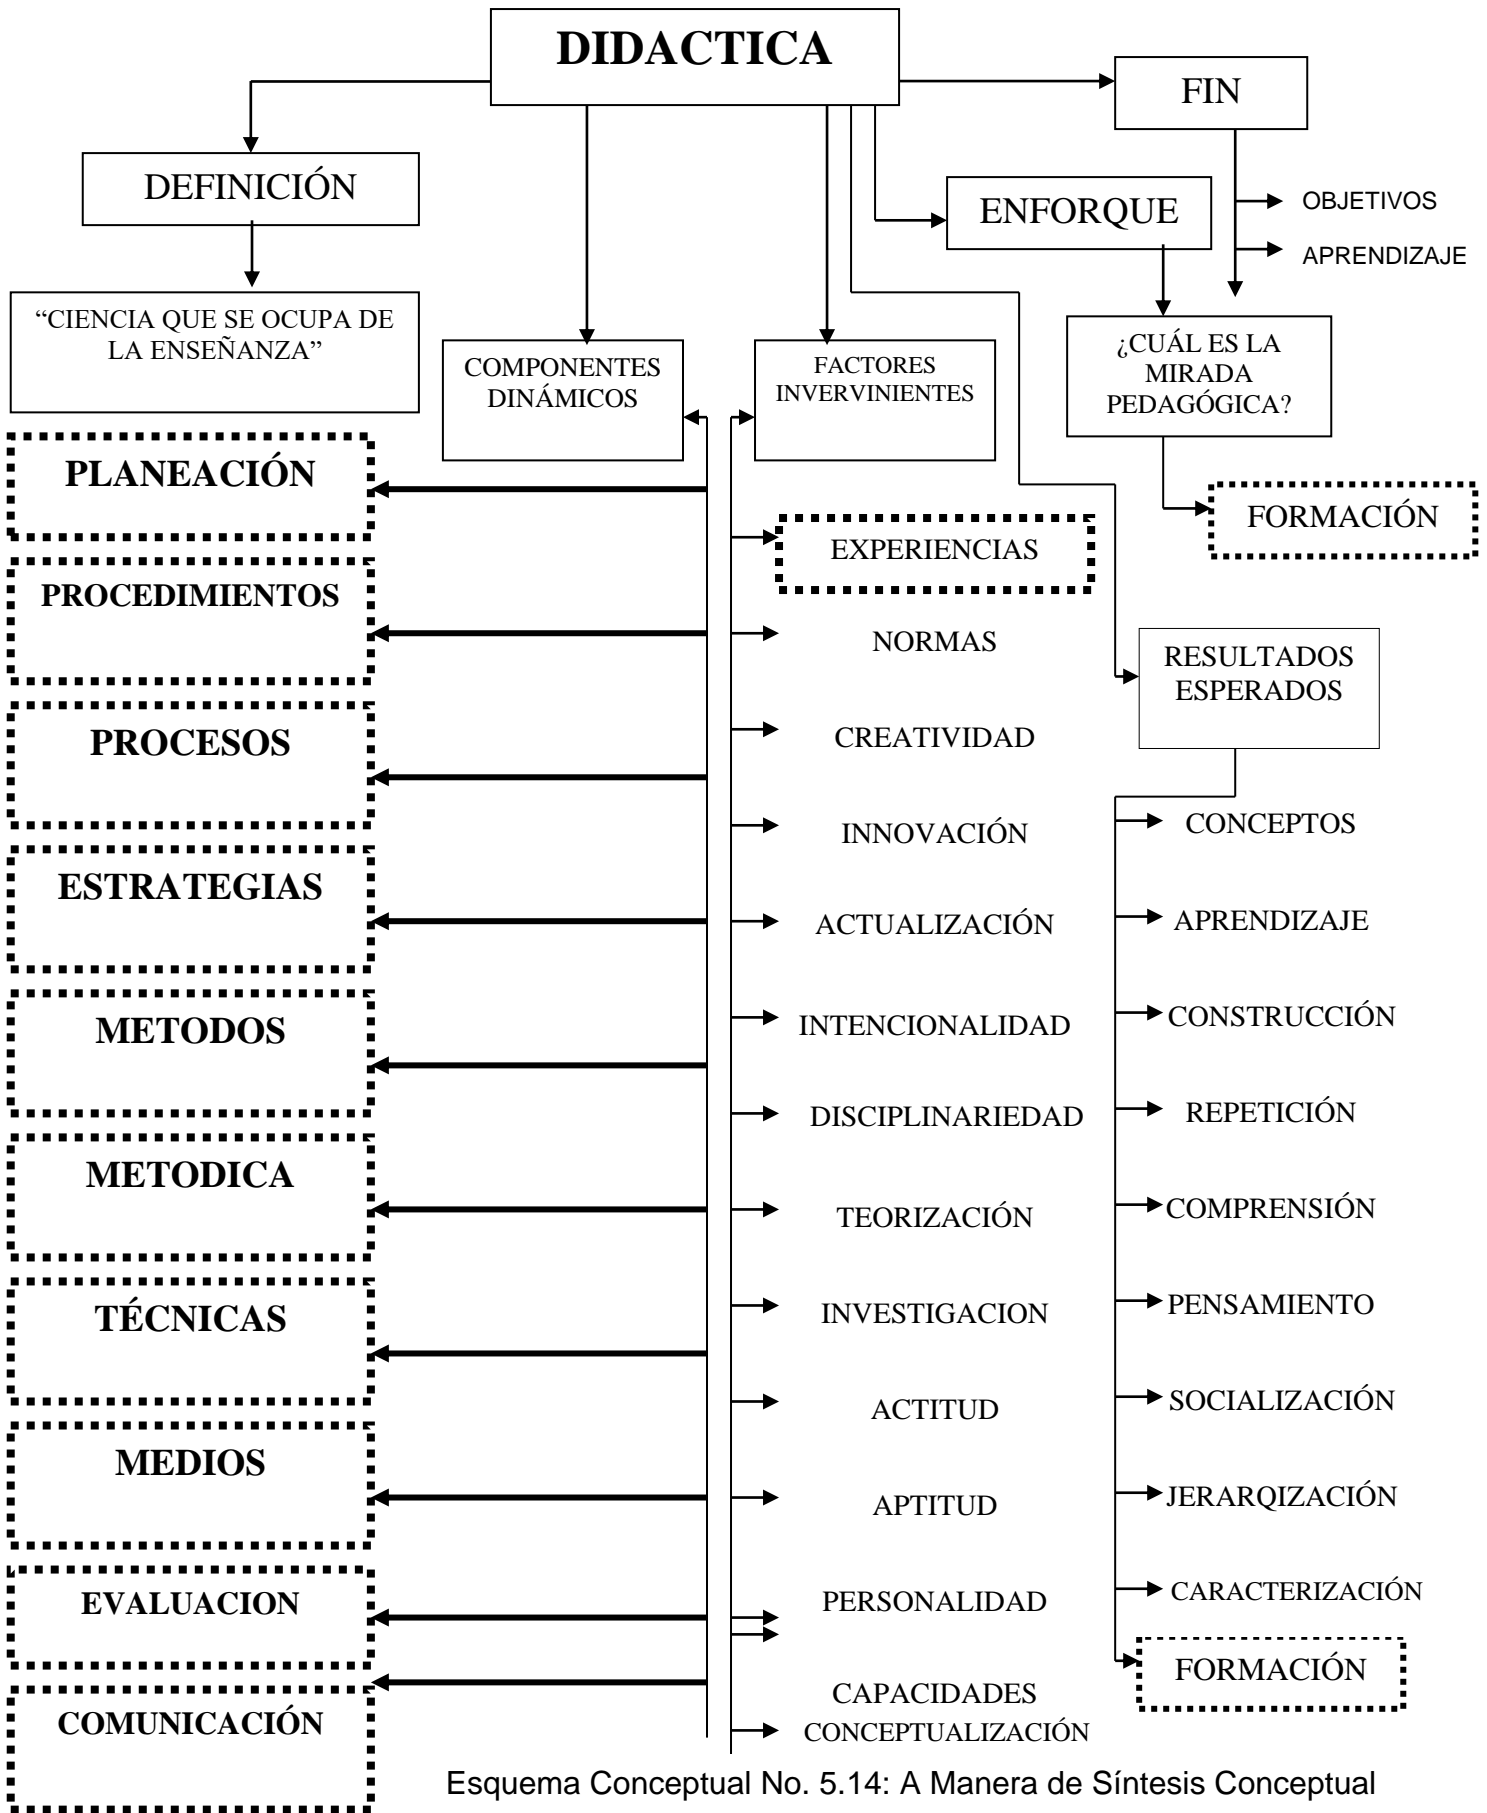 DIDACTICA
FIN
DEFINICIÓN
ENFORQUE
OBJETIVOS
APRENDIZAJE
“CIENCIA QUE SE OCUPA DE
LA ENSEÑANZA”
COMPONENTES
DINÁMICOS
FACTORES
INVERVINIENTES
¿CUÁL ES LA
MIRADA
PEDAGÓGICA?
FORMACIÓN
PLANEACIÓN
PROCEDIMIENTOS
PROCESOS
ESTRATEGIAS
METODOS
METODICA
TÉCNICAS
MEDIOS
EVALUACION
COMUNICACIÓN
EXPERIENCIAS
NORMAS
CREATIVIDAD
INNOVACIÓN
ACTUALIZACIÓN
INTENCIONALIDAD
DISCIPLINARIEDAD
TEORIZACIÓN
INVESTIGACION
ACTITUD
APTITUD
PERSONALIDAD
CAPACIDADES
CONCEPTUALIZACIÓN
RESULTADOS
ESPERADOS
CONCEPTOS
APRENDIZAJE
CONSTRUCCIÓN
REPETICIÓN
COMPRENSIÓN
PENSAMIENTO
SOCIALIZACIÓN
JERARQIZACIÓN
CARACTERIZACIÓN
FORMACIÓN
Esquema Conceptual No. 5.14: A Manera de Síntesis Conceptual